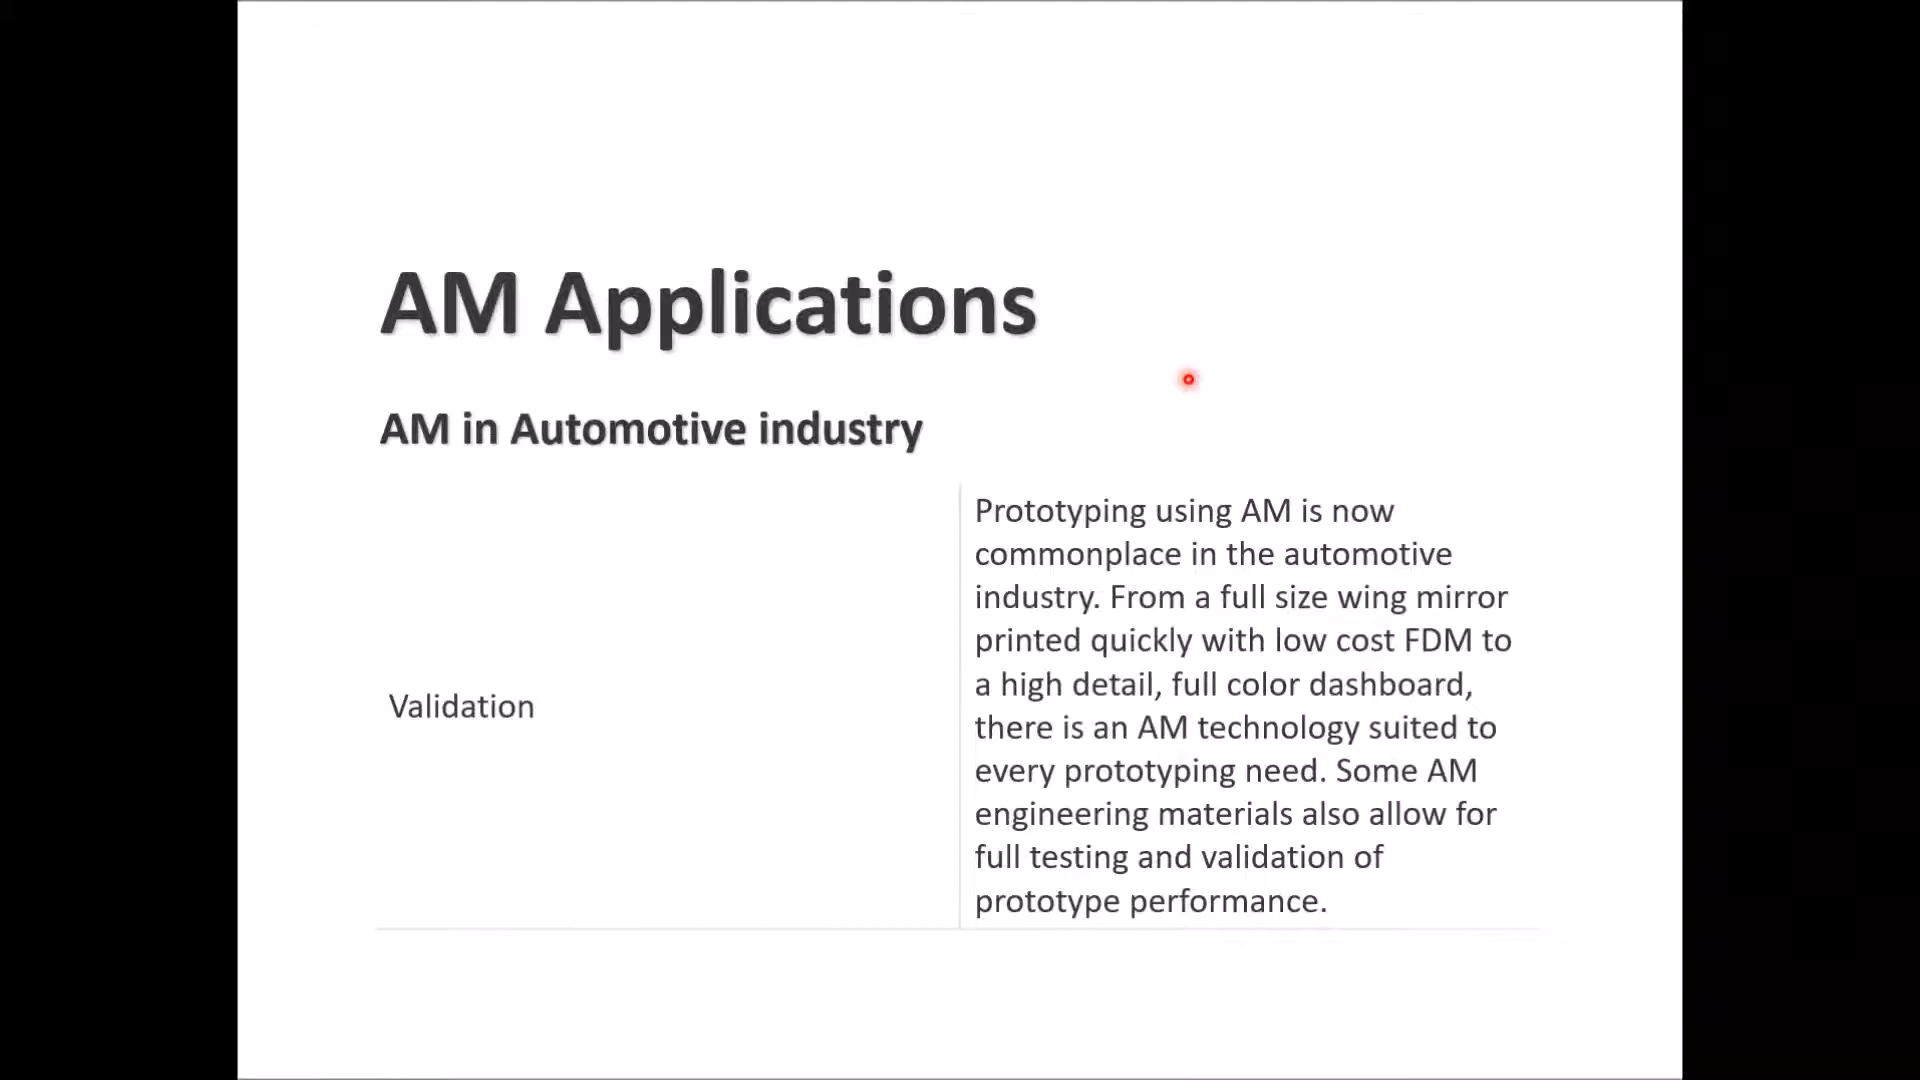 AM Applications
AM in Automotive industry
Validation
Prototyping using AM is now
commonplace in the automotive
industry. From a full size wing mirror
printed quickly with low cost FDM to
a high detail, full color dashboard,
there is an AM technology suited to
every prototyping need. Some AM
engineering materials also allow for
full testing and validation of
prototype performance.